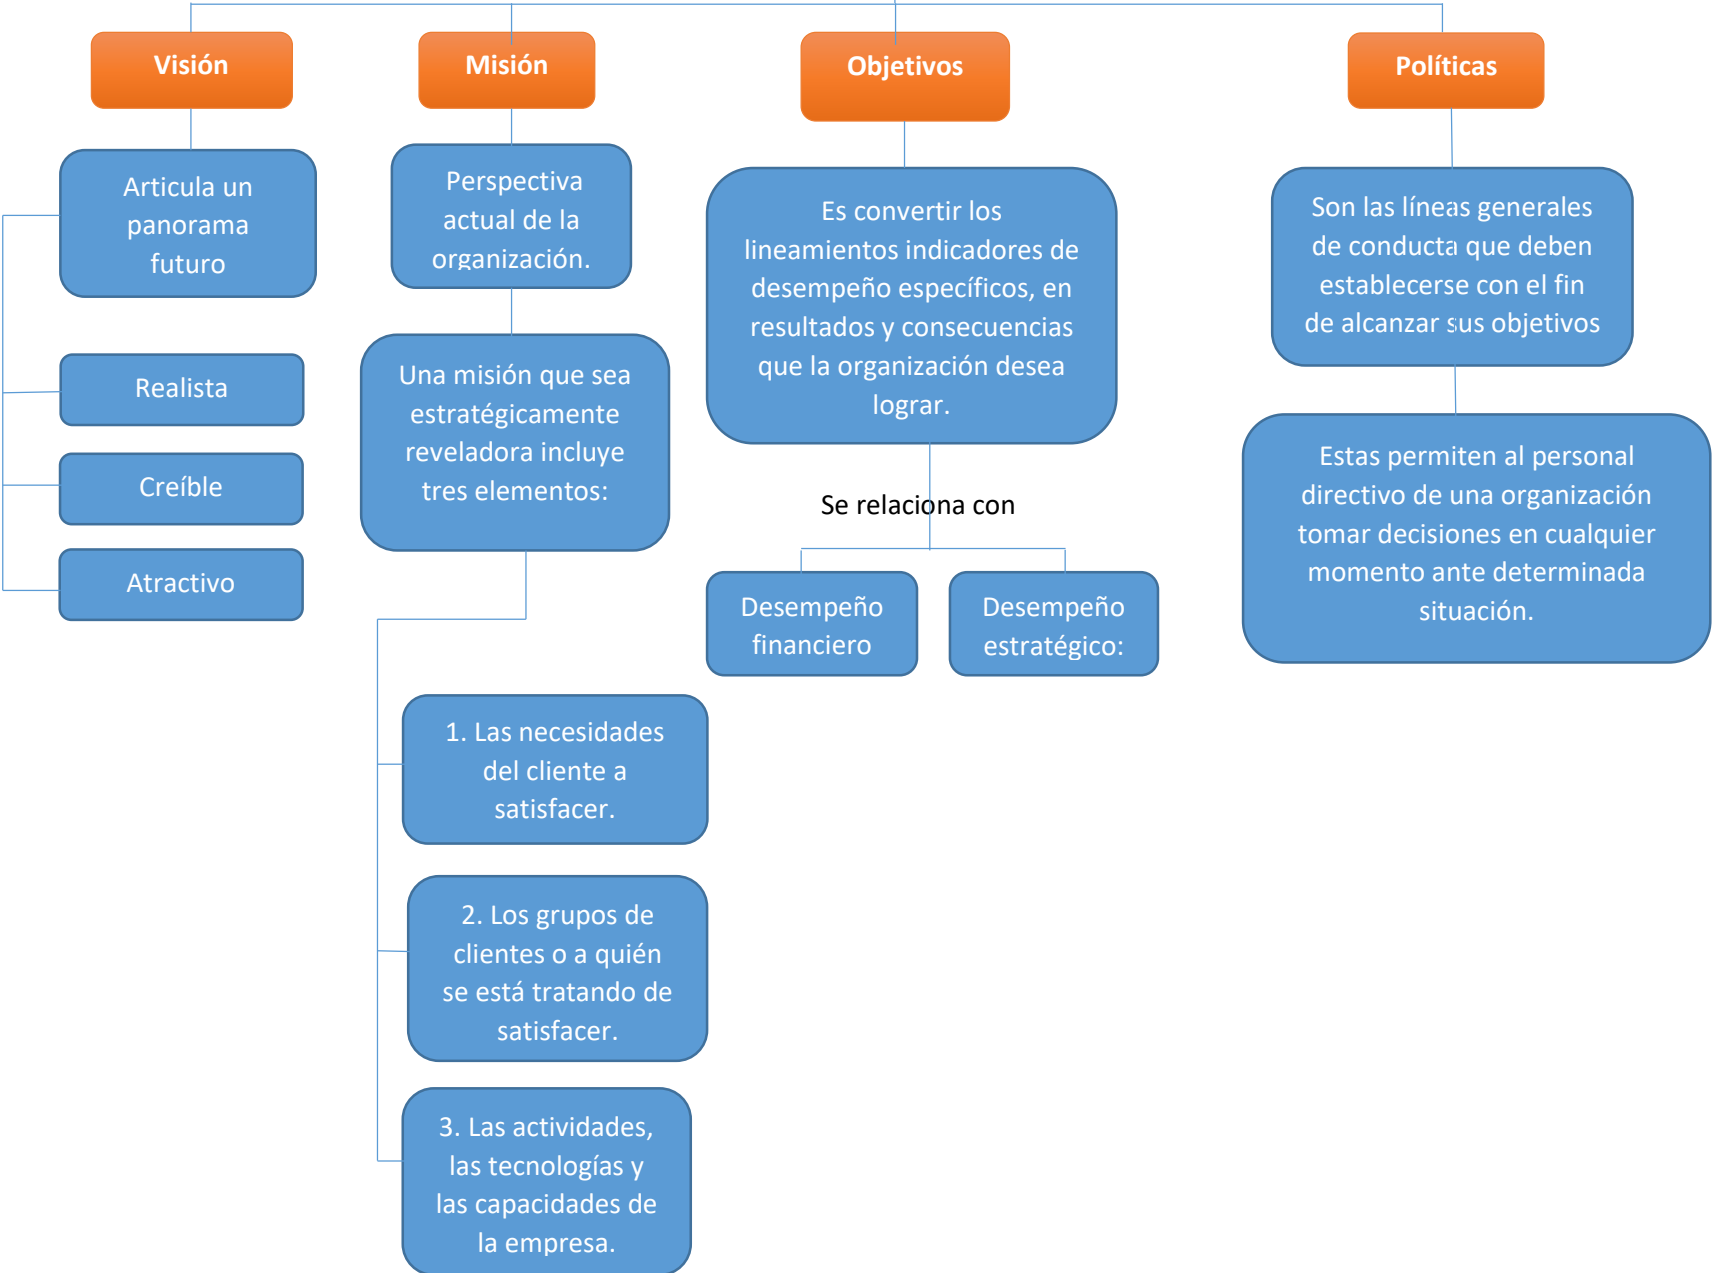 Visión
Articula un
panorama
futuro
Realista
Creíble
Atractivo
Misión
Perspectiva
actual de la
organización.
Una misión que sea
estratégicamente
reveladora incluye
tres elementos:
1. Las necesidades
del cliente a
satisfacer.
2. Los grupos de
clientes o a quién
se está tratando de
satisfacer.
3. Las actividades,
las tecnologías y
las capacidades de
la empresa.
Objetivos
Es convertir los
lineamientos indicadores de
desempeño específicos, en
resultados y consecuencias
que la organización desea
lograr.
Se relaciona con
Desempeño
financiero
Desempeño
estratégico:
Políticas
Son las líneas generales
de conducta que deben
establecerse con el fin
de alcanzar sus objetivos
Estas permiten al personal
directivo de una organización
tomar decisiones en cualquier
momento ante determinada
situación.